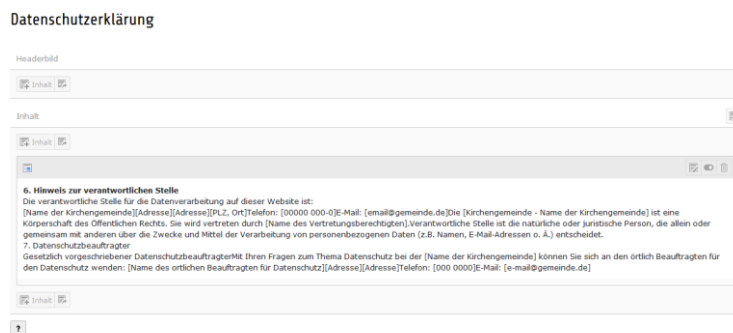 Datenschutzerklärung
Headerbild
Inhalt
Inhalt
Inhalt
6. Hinweis zur verantwortlichen Stelle
Die verantwortliche Stelle für die Datenverarbeitung auf dieser Website ist:
[Name der Kirchengemeinde][Adresse][Adresse][PLZ, Ort]Telefon: [00000 000-0]E-Mail: [email@gemeinde.de]Die [Kirchengemeinde - Name der Kirchengemeinde] ist eine
Körperschaft des Öffentlichen Rechts. Sie wird vertreten durch [Name des Vertretungsberechtigten].Verantwortliche Stelle ist die natürliche oder juristische Person, die allein oder
gemeinsam mit anderen über die Zwecke und Mittel der Verarbeitung von personenbezogenen Daten (z.B. Namen, E-Mail-Adressen o. Ä.) entscheidet.
7. Datenschutzbeauftragter
Gesetzlich vorgeschriebener DatenschutzbeauftragterMit Ihren Fragen zum Thema Datenschutz bei der [Name der Kirchengemeinde] können Sie sich an den örtlich Beauftragten für
den Datenschutz wenden: [Name des ortlichen Beauftragten für Datenschutz][Adresse][Adresse]Telefon: [000 0000]E-Mail: [e-mail@gemeinde.de]
Inhalt
?